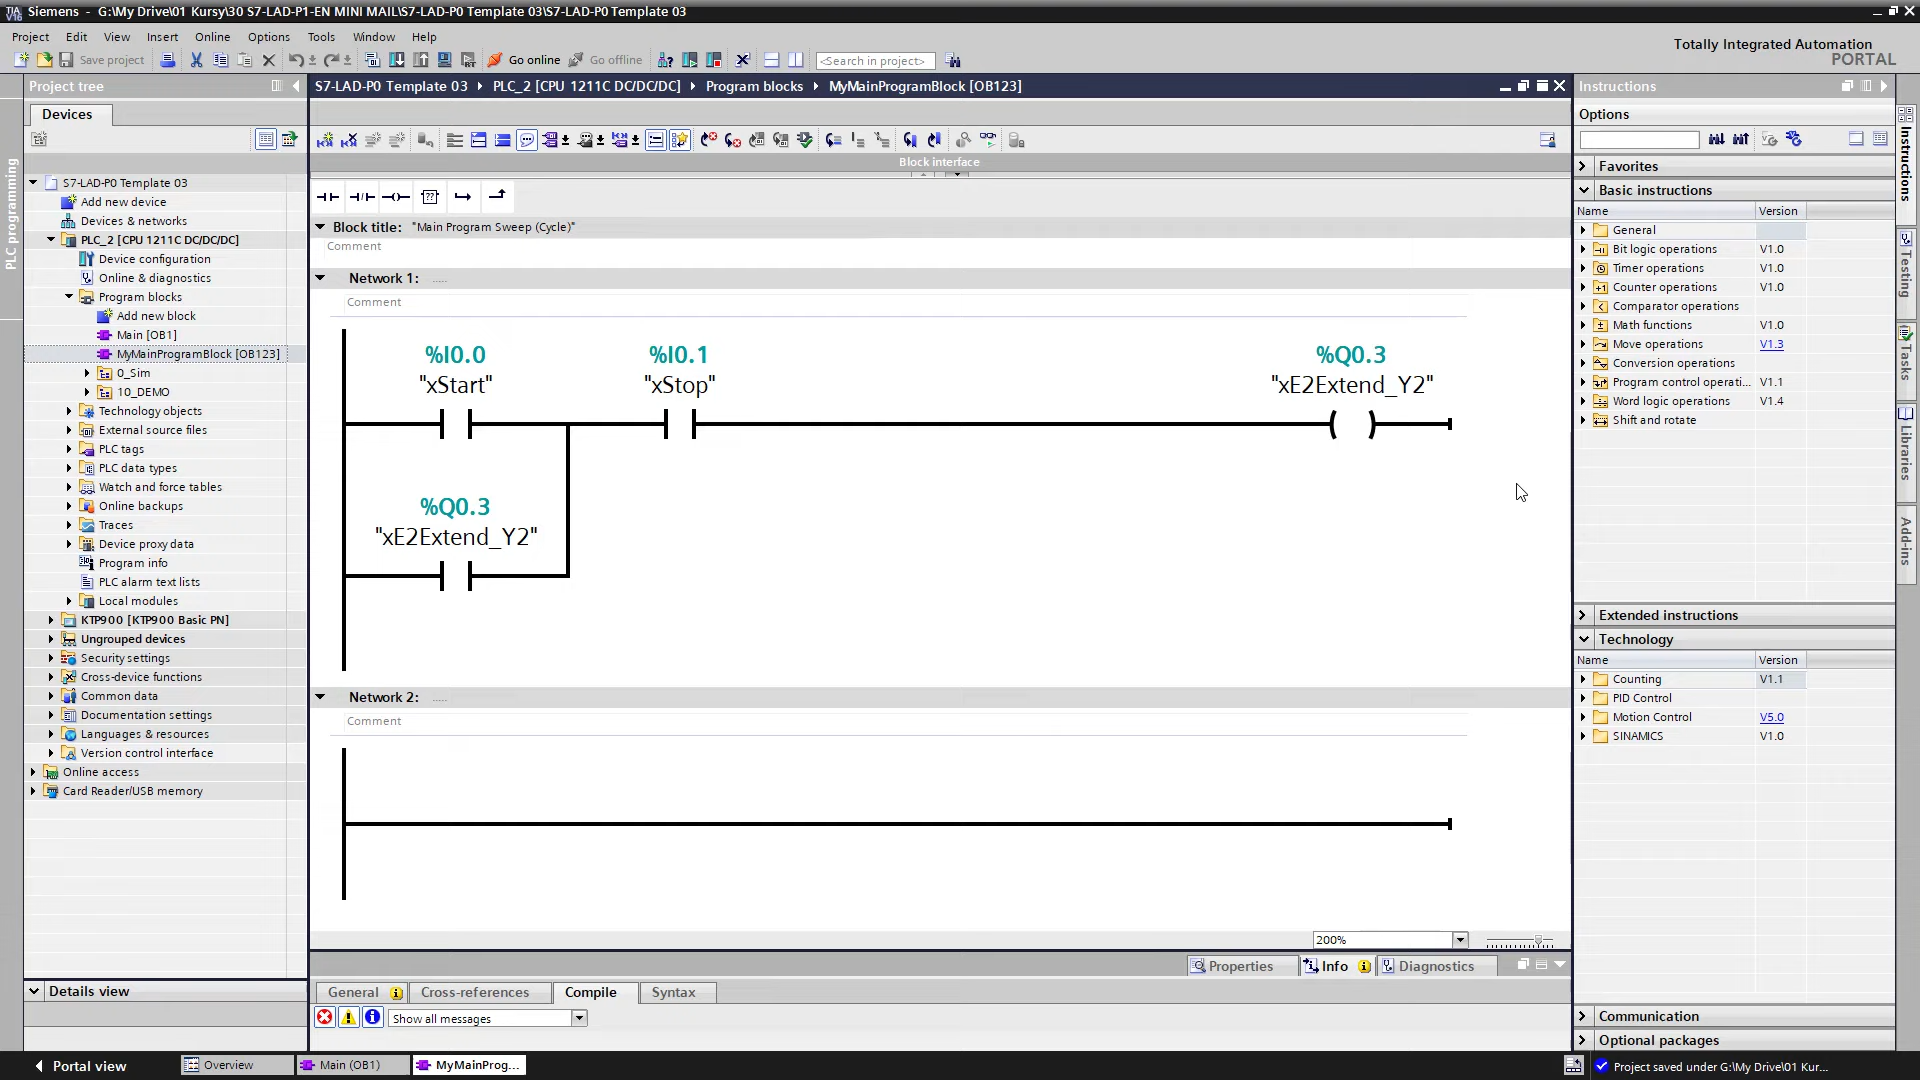 Siemens - G:\My Drive\01 Kursy\30 S7-LAD-P1-EN MINI MAIL\S7-LAD-P0 Template 03\S7-LAD-P0 Template 03
Project Edit View Insert Online Options Tools Window Help
Totally Integrated Automation
PORTAL
Save project
Go online
Go offline
<Search in project>
Project tree
Devices
PLC programming
S7-LAD-P0 Template 03
Add new device
Devices & networks
PLC_2 [CPU 1211C DC/DC/DC]
Device configuration
Online & diagnostics
Program blocks
Add new block
Main [OB1]
MyMainProgramBlock [OB123]
0_Sim
10_DEMO
Technology objects
External source files
PLC tags
PLC data types
Watch and force tables
Online backups
Traces
Device proxy data
Program info
PLC alarm text lists
Local modules
KTP900 [KTP900 Basic PN]
Ungrouped devices
Security settings
Cross-device functions
Common data
Documentation settings
Languages & resources
Version control interface
Online access
Card Reader/USB memory
Details view
S7-LAD-P0 Template 03 PLC_2 [CPU 1211C DC/DC/DC] Program blocks MyMainProgramBlock [OB123]
Block interface
Block title: "Main Program Sweep (Cycle)"
Comment
Network 1: .....
Comment
%I0.0 %I0.1 %Q0.3
"xStart" "xStop" "xE2Extend_Y2"
%Q0.3
"xE2Extend_Y2"
Network 2: .....
Comment
200%
Properties Info Diagnostics
General Cross-references Compile Syntax
Show all messages
Instructions
Options
Favorites
Basic instructions
Name Version
General
Bit logic operations V1.0
Timer operations V1.0
Counter operations V1.0
Comparator operations
Math functions V1.0
Move operations V1.3
Conversion operations
Program control operati... V1.1
Word logic operations V1.4
Shift and rotate
Extended instructions
Technology
Name Version
Counting V1.1
PID Control
Motion Control V5.0
SINAMICS V1.0
Communication
Optional packages
Instructions
Testing
Tasks
Libraries
Add-ins
Portal view Overview Main (OB1) MyMainProg... Project saved under G:\My Drive\01 Kur...